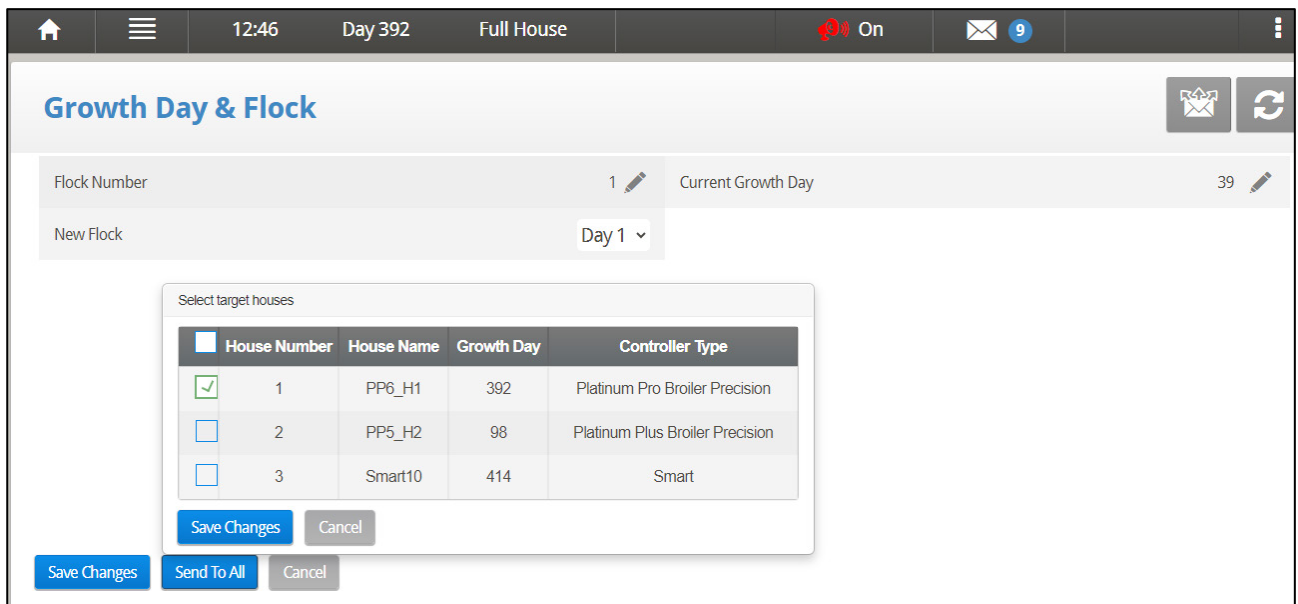 12:46 Day 392 Full House On 9
Growth Day & Flock
Flock Number 1 Current Growth Day 39
New Flock Day 1
Select target houses
House Number House Name Growth Day Controller Type
1 PP6_H1 392 Platinum Pro Broiler Precision
2 PP5_H2 98 Platinum Plus Broiler Precision
3 Smart10 414 Smart
Save Changes Cancel
Save Changes Send To All Cancel